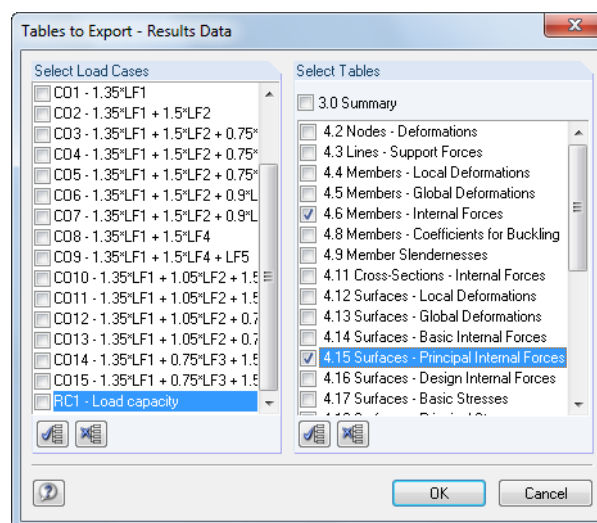 Tables to Export - Results Data
Select Load Cases
CO1 - 1.35*LF1
CO2 - 1.35*LF1 + 1.5*LF2
CO3 - 1.35*LF1 + 1.5*LF2 + 0.75*
CO4 - 1.35*LF1 + 1.5*LF2 + 0.75*
CO5 - 1.35*LF1 + 1.5*LF2 + 0.75*
CO6 - 1.35*LF1 + 1.5*LF2 + 0.9*L
CO7 - 1.35*LF1 + 1.5*LF2 + 0.9*L
CO8 - 1.35*LF1 + 1.5*LF4
CO9 - 1.35*LF1 + 1.5*LF4 + LF5
CO10 - 1.35*LF1 + 1.05*LF2 + 1.5
CO11 - 1.35*LF1 + 1.05*LF2 + 1.5
CO12 - 1.35*LF1 + 1.05*LF2 + 0.7
CO13 - 1.35*LF1 + 1.05*LF2 + 0.7
CO14 - 1.35*LF1 + 0.75*LF3 + 1.5
CO15 - 1.35*LF1 + 0.75*LF3 + 1.5
RC1 - Load capacity
Select Tables
3.0 Summary
4.2 Nodes - Deformations
4.3 Lines - Support Forces
4.4 Members - Local Deformations
4.5 Members - Global Deformations
4.6 Members - Internal Forces
4.8 Members - Coefficients for Buckling
4.9 Member Slendernesses
4.11 Cross-Sections - Internal Forces
4.12 Surfaces - Local Deformations
4.13 Surfaces - Global Deformations
4.14 Surfaces - Basic Internal Forces
4.15 Surfaces - Principal Internal Forces
4.16 Surfaces - Design Internal Forces
4.17 Surfaces - Basic Stresses
OK
Cancel